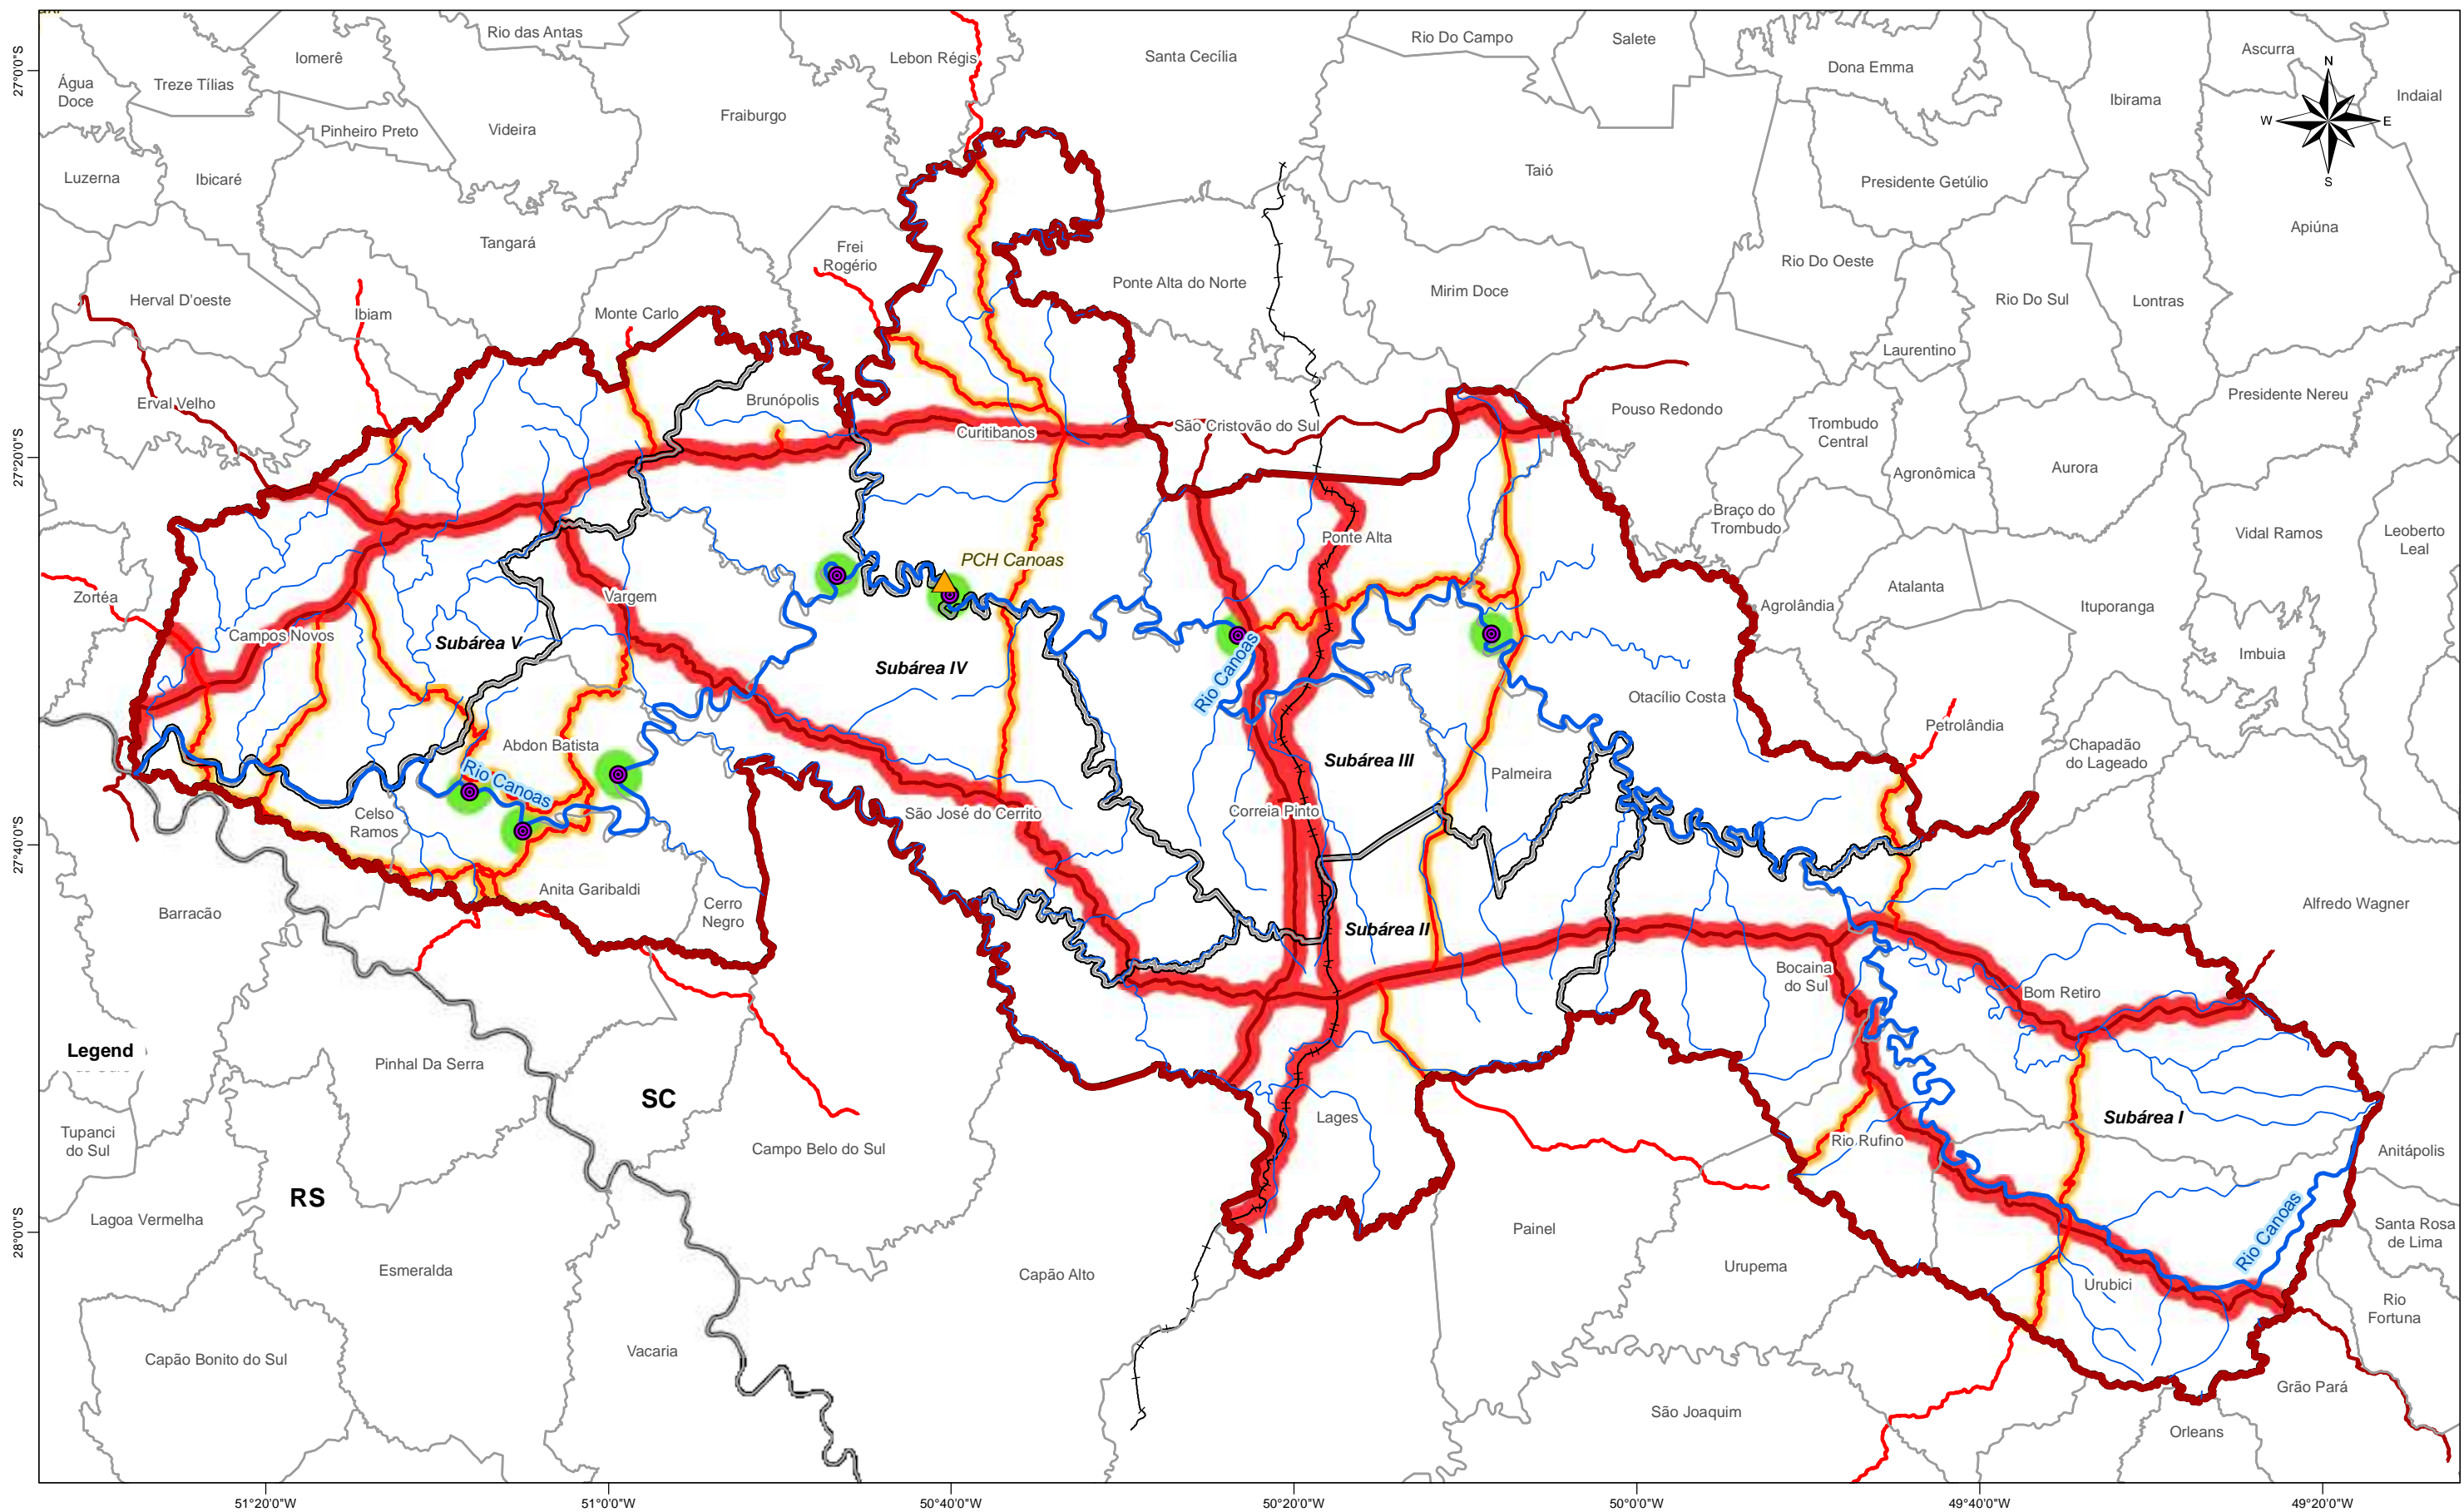 Rio das Antas
Iomerê
Lebon Régis
Santa Cecília
Rio Do Campo
Salete
Ascurra
Dona Emma
N
27°0'0"S
Água
Doce
Treze Tílias
Ibirama
Indaial
Fraiburgo
W
E
Pinheiro Preto
Videira
Luzerna
Ibicaré
Taió
Presidente Getúlio
S
Apiúna
Tangará
Frei
Rogério
Rio Do Oeste
Ponte Alta do Norte
Mirim Doce
Herval D'oeste
Ibiam
Monte Carlo
Rio Do Sul
Lontras
Laurentino
Presidente Nereu
Erval Velho
Brunópolis
Pouso Redondo
27°20'0"S
Curitibanos
São Cristovão do Sul
Trombudo
Central
Agronômica
Aurora
Braço do
Trombudo
Ponte Alta
Vidal Ramos
Leoberto
Leal
PCH Canoas
Zortéa
Vargem
Agrolândia
Atalanta
Ituporanga
Campos Novos
Subárea V
Subárea IV
Rio Canoas
Imbuia
Otacílio Costa
Petrolândia
Abdon Batista
Subárea III
Palmeira
Chapadão
do Lageado
Rio Canoas
27°40'0"S
Celso
Ramos
São José do Cerrito
Correia Pinto
Anita Garibaldi
Cerro
Negro
Barracão
Alfredo Wagner
Subárea II
Bocaina
do Sul
Bom Retiro
Legend
Pinhal Da Serra
SC
Lages
Subárea I
Tupanci
do Sul
Campo Belo do Sul
Rio Rufino
Anitápolis
RS
Lagoa Vermelha
28°0'0"S
Painel
Rio Canoas
Santa Rosa
de Lima
Esmeralda
Capão Alto
Urupema
Urubici
Rio
Fortuna
Capão Bonito do Sul
Vacaria
Grão Pará
São Joaquim
Orleans
51°20'0"W
51°0'0"W
50°40'0"W
50°20'0"W
50°0'0"W
49°40'0"W
49°20'0"W